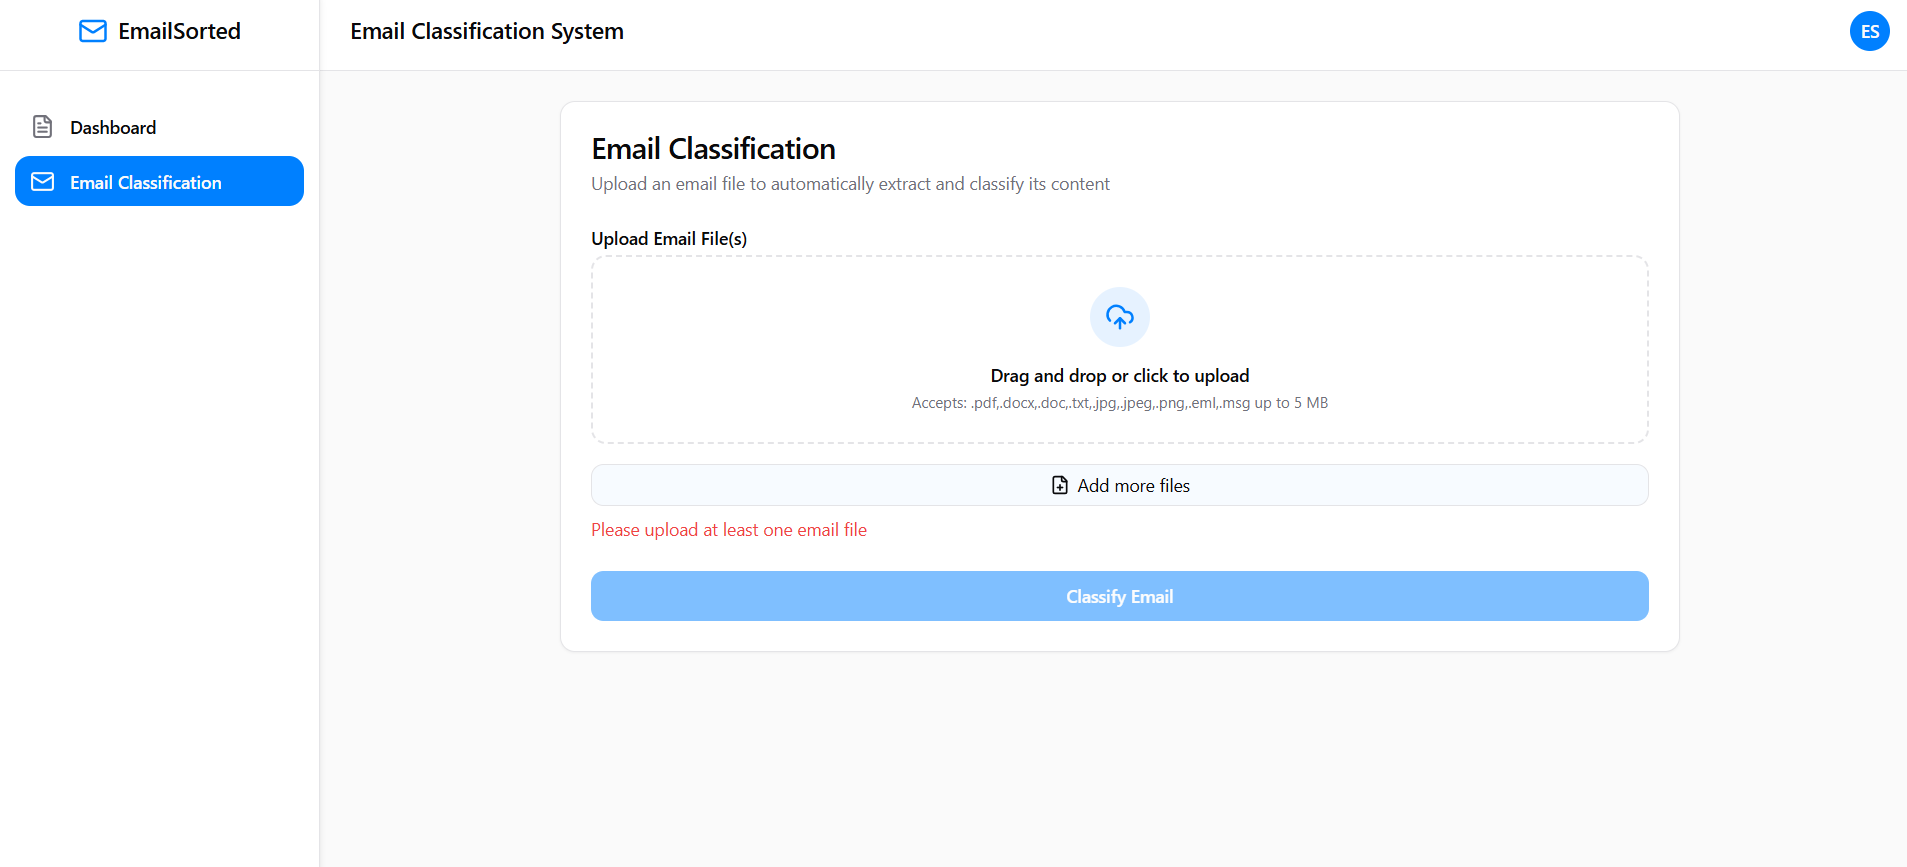 EmailSorted
Email Classification System
ES
Dashboard
Email Classification
Email Classification
Upload an email file to automatically extract and classify its content
Upload Email File(s)
Drag and drop or click to upload
Accepts: .pdf,.docx,.doc,.txt,.jpg,.jpeg,.png,.eml,.msg up to 5 MB
Add more files
Please upload at least one email file
Classify Email